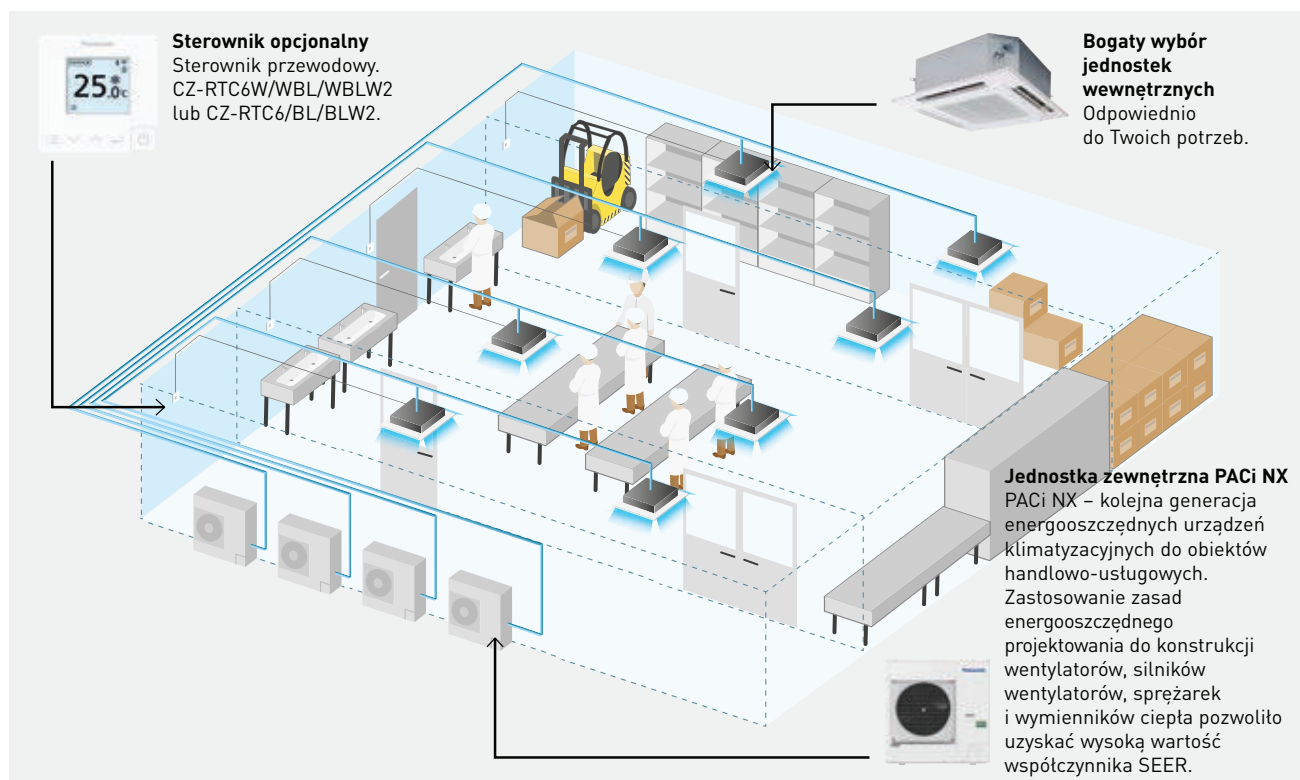 Sterownik opcjonalny
Sterownik przewodowy.
CZ-RTC6W/WBL/WBLW2
lub CZ-RTC6/BL/BLW2.
25.0c
Bogaty wybór
jednostek
wewnętrznych
Odpowiednio
do Twoich potrzeb.
Jednostka zewnętrzna PACi NX
PACi NX – kolejna generacja
energooszczędnych urządzeń
klimatyzacyjnych do obiektów
handlowo-usługowych.
Zastosowanie zasad
energooszczędnego
projektowania do konstrukcji
wentylatorów, silników
wentylatorów, sprężarek
i wymienników ciepła pozwoliło
uzyskać wysoką wartość
współczynnika SEER.